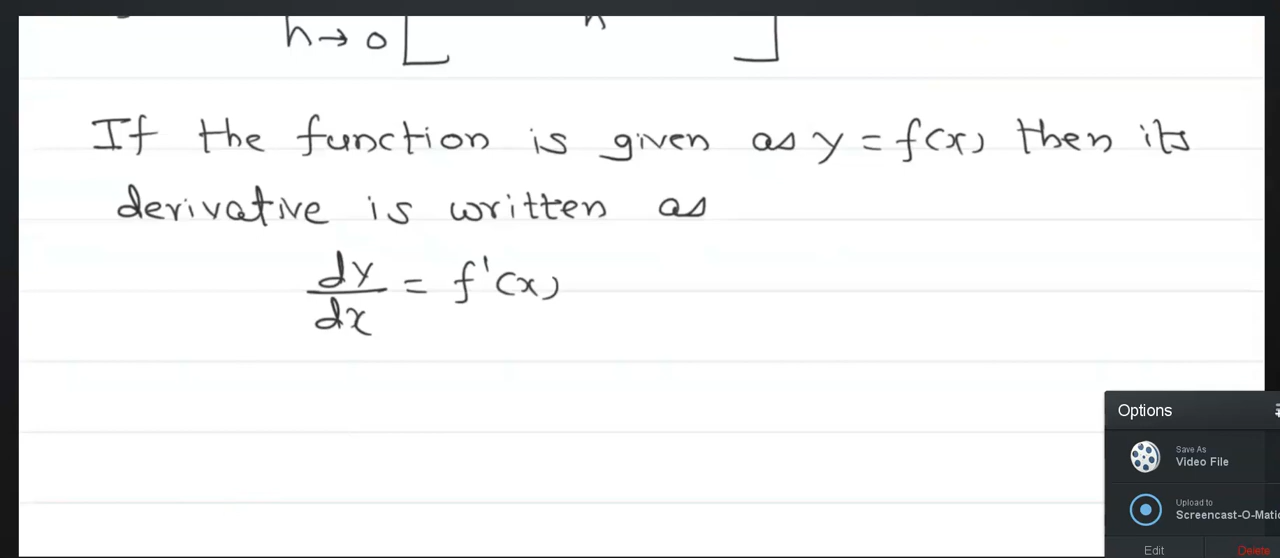 h→0 [ h ]
If the function is given as y = f(x) then its
derivative is written as
dy/dx = f'(x)
Options
Save As
Video File
Upload to
Screencast-O-Matic
Edit
Delete